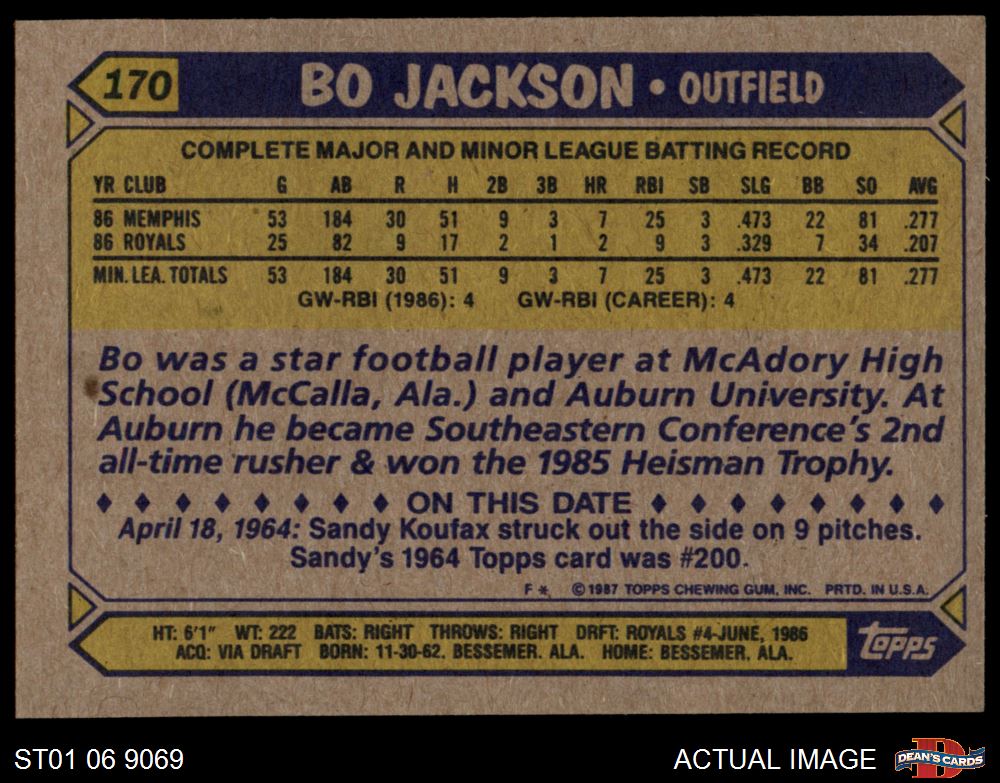 170 BO JACKSON • OUTFIELD
COMPLETE MAJOR AND MINOR LEAGUE BATTING RECORD
YR CLUB G AB R H 2B 3B HR RBI SB SLG BB SO AVG
86 MEMPHIS 53 184 30 51 9 3 7 25 3 .473 22 81 .277
86 ROYALS 25 82 9 17 2 1 2 9 3 .329 7 34 .207
MIN. LEA. TOTALS 53 184 30 51 9 3 7 25 3 .473 22 81 .277
GW-RBI (1986): 4 GW-RBI (CAREER): 4
Bo was a star football player at McAdory High
School (McCalla, Ala.) and Auburn University. At
Auburn he became Southeastern Conference's 2nd
all-time rusher & won the 1985 Heisman Trophy.
♦ ♦ ♦ ♦ ♦ ♦ ♦ ♦ ON THIS DATE ♦ ♦ ♦ ♦ ♦ ♦ ♦ ♦
April 18, 1964: Sandy Koufax struck out the side on 9 pitches.
Sandy's 1964 Topps card was #200.
F * © 1987 TOPPS CHEWING GUM, INC. PRTD. IN U.S.A.
HT: 6'1" WT: 222 BATS: RIGHT THROWS: RIGHT DRFT: ROYALS #4-JUNE, 1986
ACQ: VIA DRAFT BORN: 11-30-62, BESSEMER, ALA. HOME: BESSEMER, ALA.
TOPPS
ST01 06 9069
ACTUAL IMAGE
D
DEAN'S CARDS